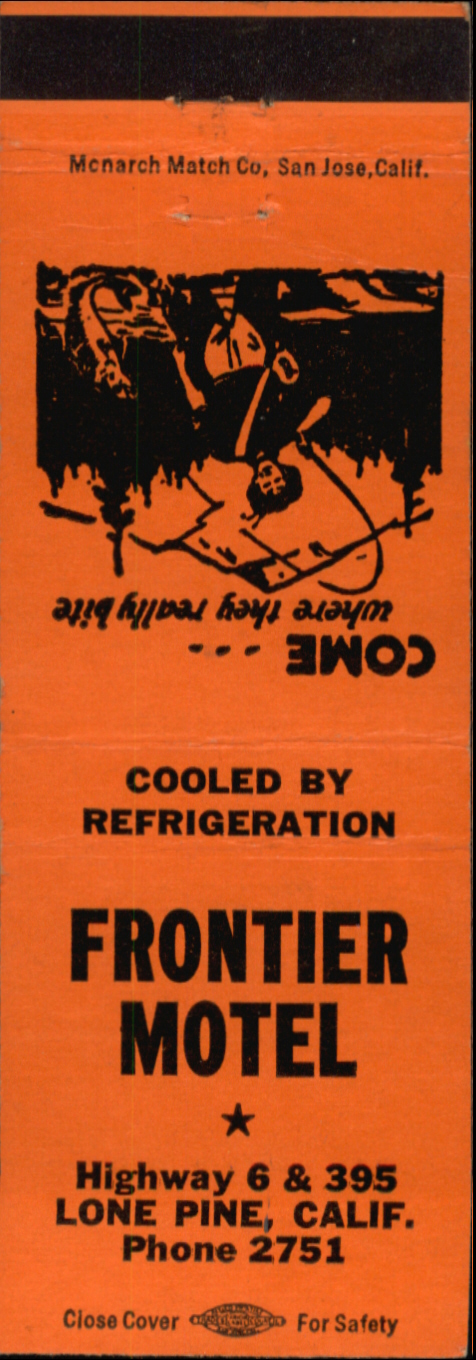 Monarch Match Co, San Jose, Calif.
COME ...
where they really bite
COOLED BY
REFRIGERATION
FRONTIER
MOTEL
Highway 6 & 395
LONE PINE, CALIF.
Phone 2751
Close Cover For Safety